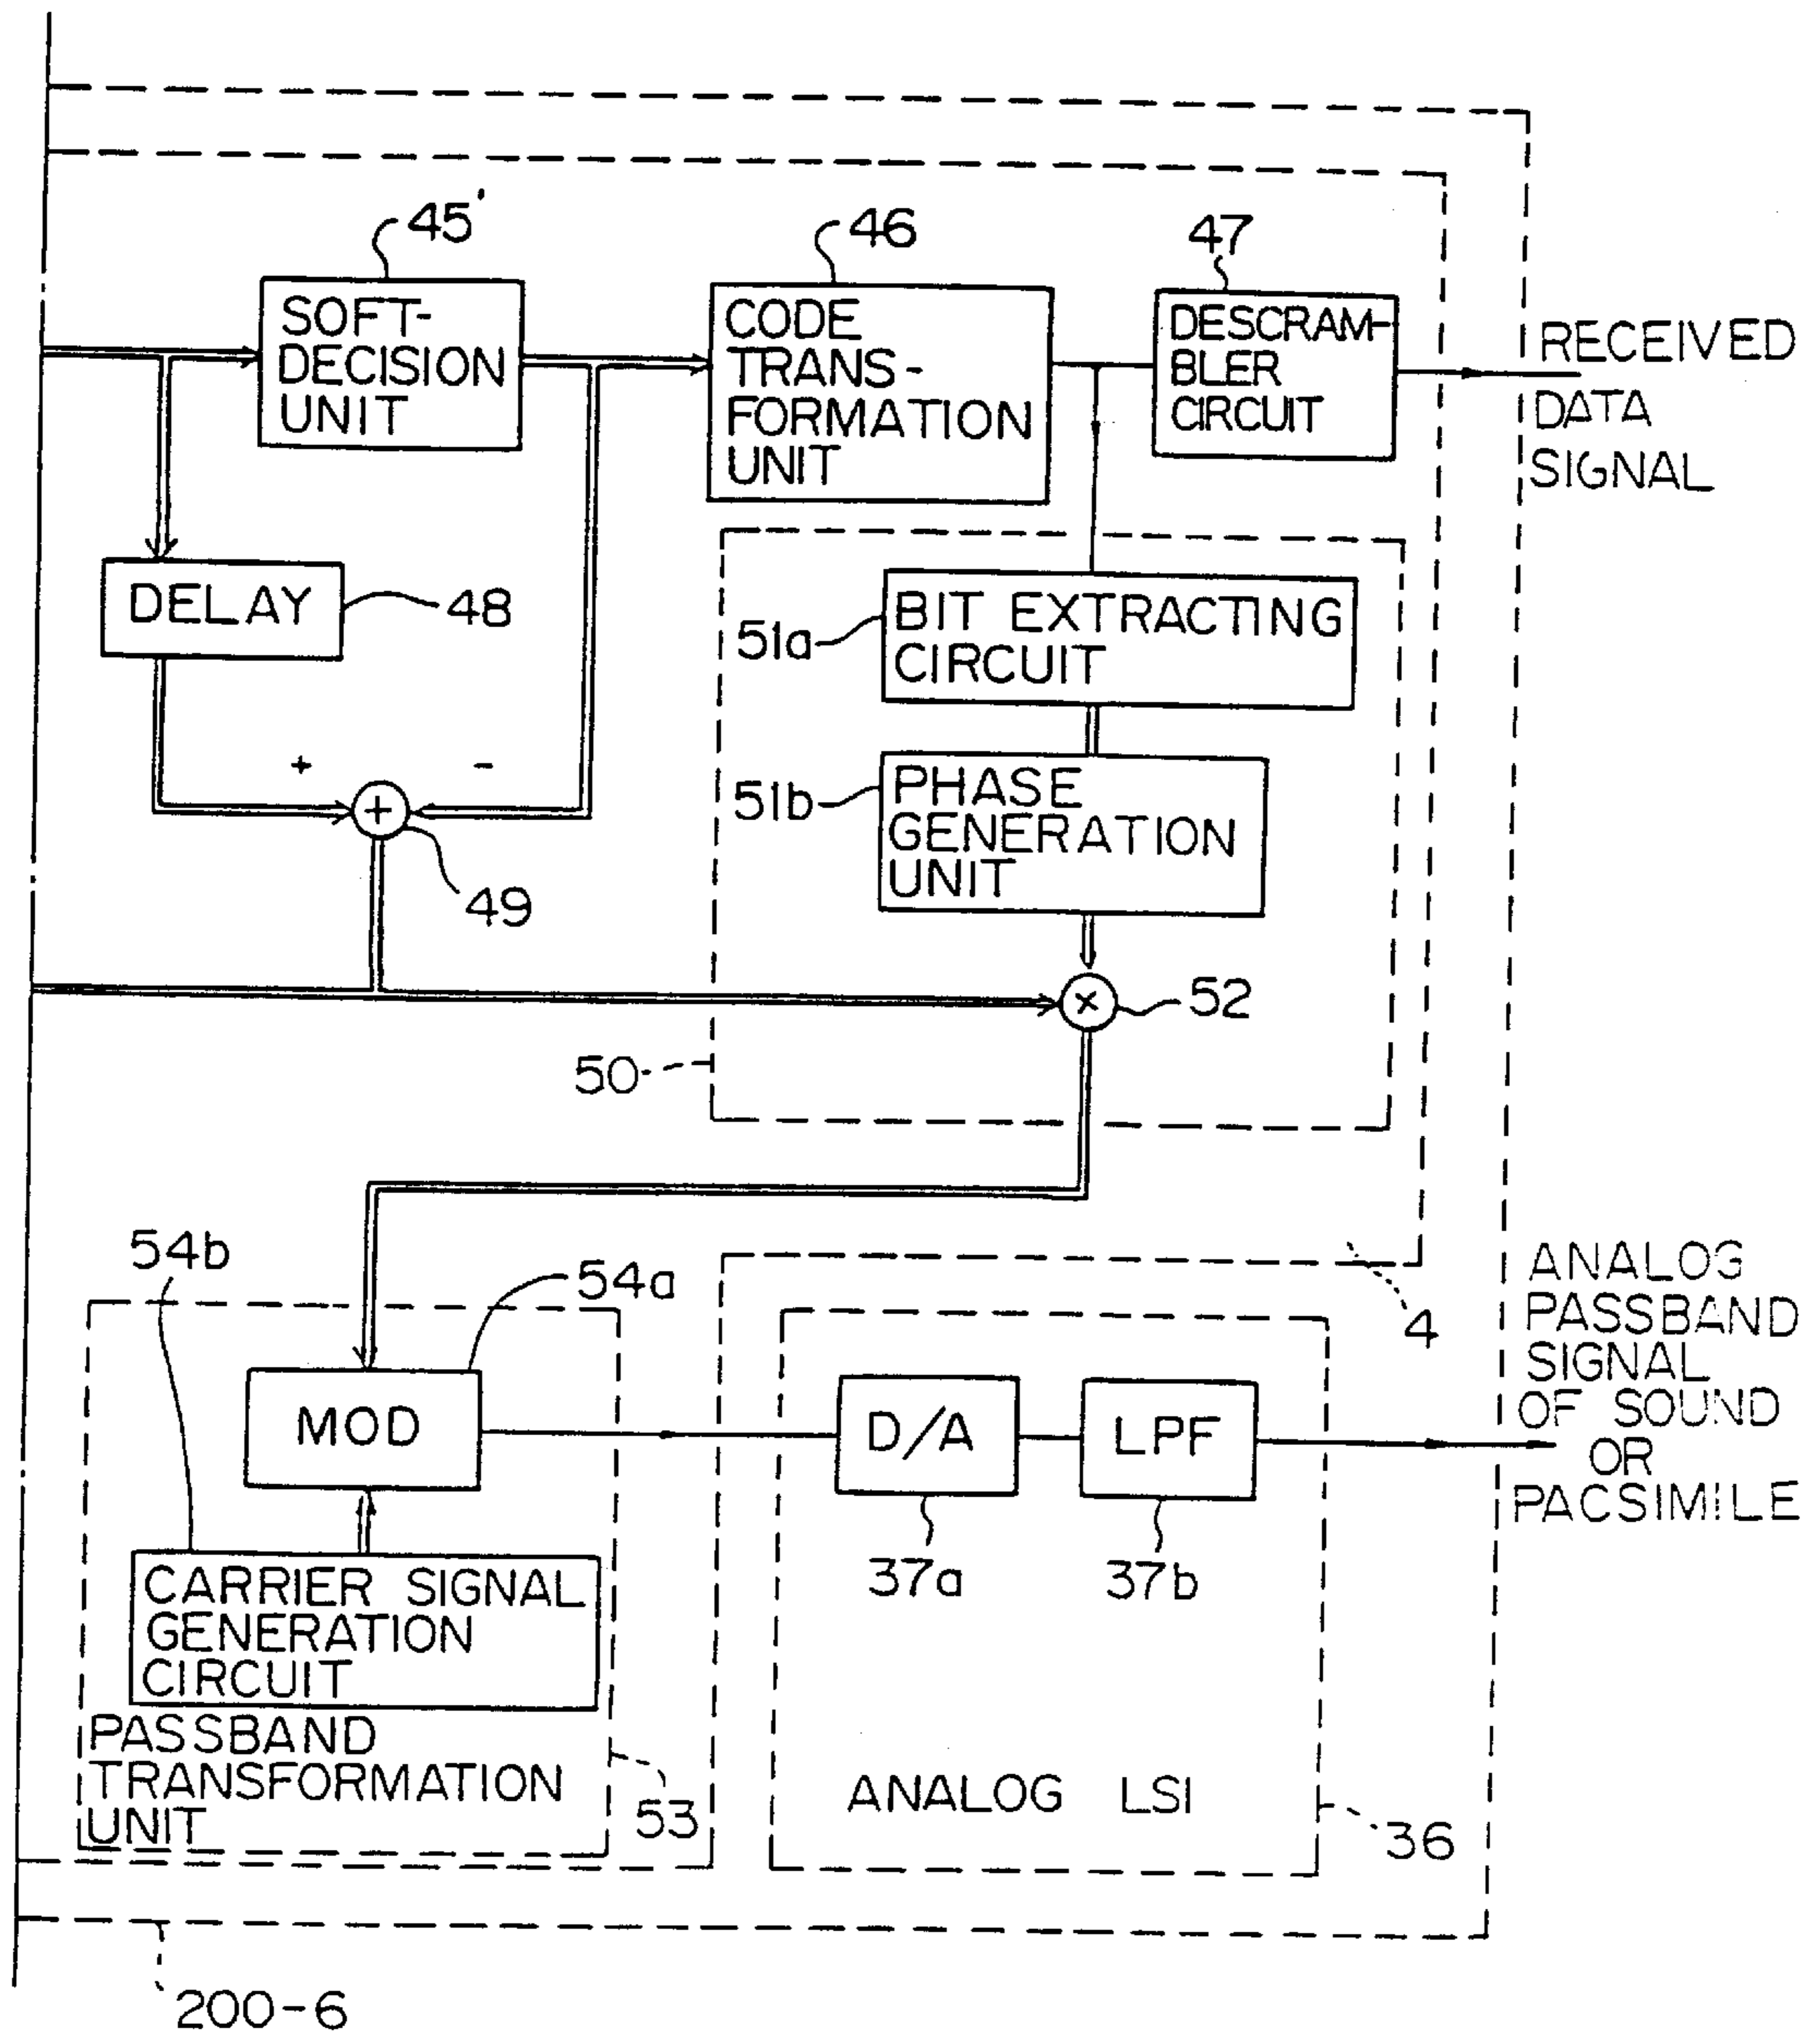 45'
46
47
SOFT-
DECISION
UNIT
CODE
TRANS-
FORMATION
UNIT
DESCRAM-
BLER
CIRCUIT
RECEIVED
DATA
SIGNAL
DELAY
48
51a
BIT EXTRACTING
CIRCUIT
+
-
+
49
51b
PHASE
GENERATION
UNIT
×
52
50
54b
54a
4
ANALOG
PASSBAND
SIGNAL
OF SOUND
OR
PACSIMILE
MOD
D/A
LPF
37a
37b
CARRIER SIGNAL
GENERATION
CIRCUIT
PASSBAND
TRANSFORMATION
UNIT
53
ANALOG LSI
36
200-6